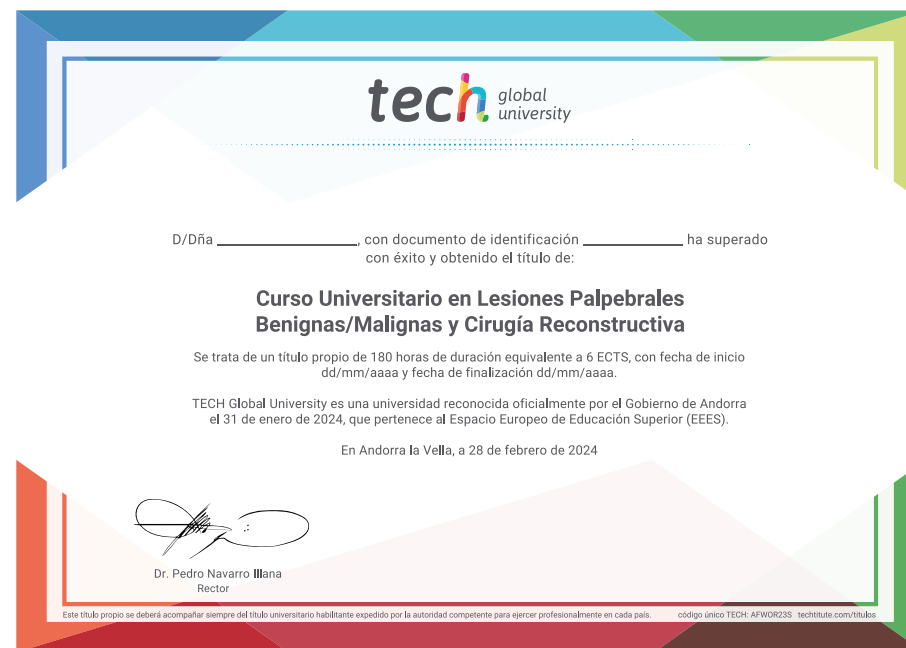 tech global
university
D/Dña ____________________, con documento de identificación ______________ ha superado
con éxito y obtenido el título de:
Curso Universitario en Lesiones Palpebrales
Benignas/Malignas y Cirugía Reconstructiva
Se trata de un título propio de 180 horas de duración equivalente a 6 ECTS, con fecha de inicio
dd/mm/aaaa y fecha de finalización dd/mm/aaaa.
TECH Global University es una universidad reconocida oficialmente por el Gobierno de Andorra
el 31 de enero de 2024, que pertenece al Espacio Europeo de Educación Superior (EEES).
En Andorra la Vella, a 28 de febrero de 2024
Dr. Pedro Navarro Illana
Rector
Este título propio se deberá acompañar siempre del título universitario habilitante expedido por la autoridad competente para ejercer profesionalmente en cada país. código único TECH: AFWOR23S techtitute.com/titulos